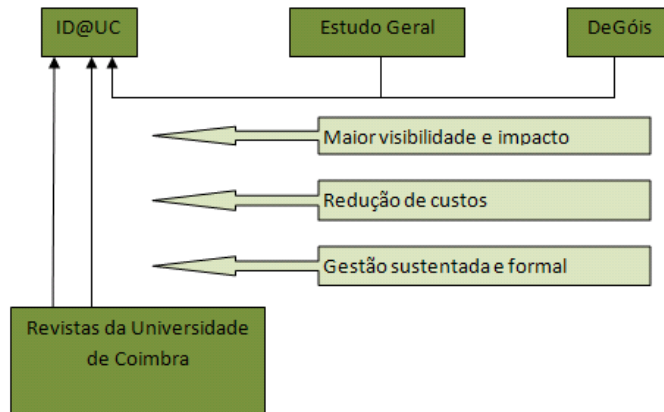 ID@UC
Estudo Geral
DeGóis
Maior visibilidade e impacto
Redução de custos
Gestão sustentada e formal
Revistas da Universidade
de Coimbra